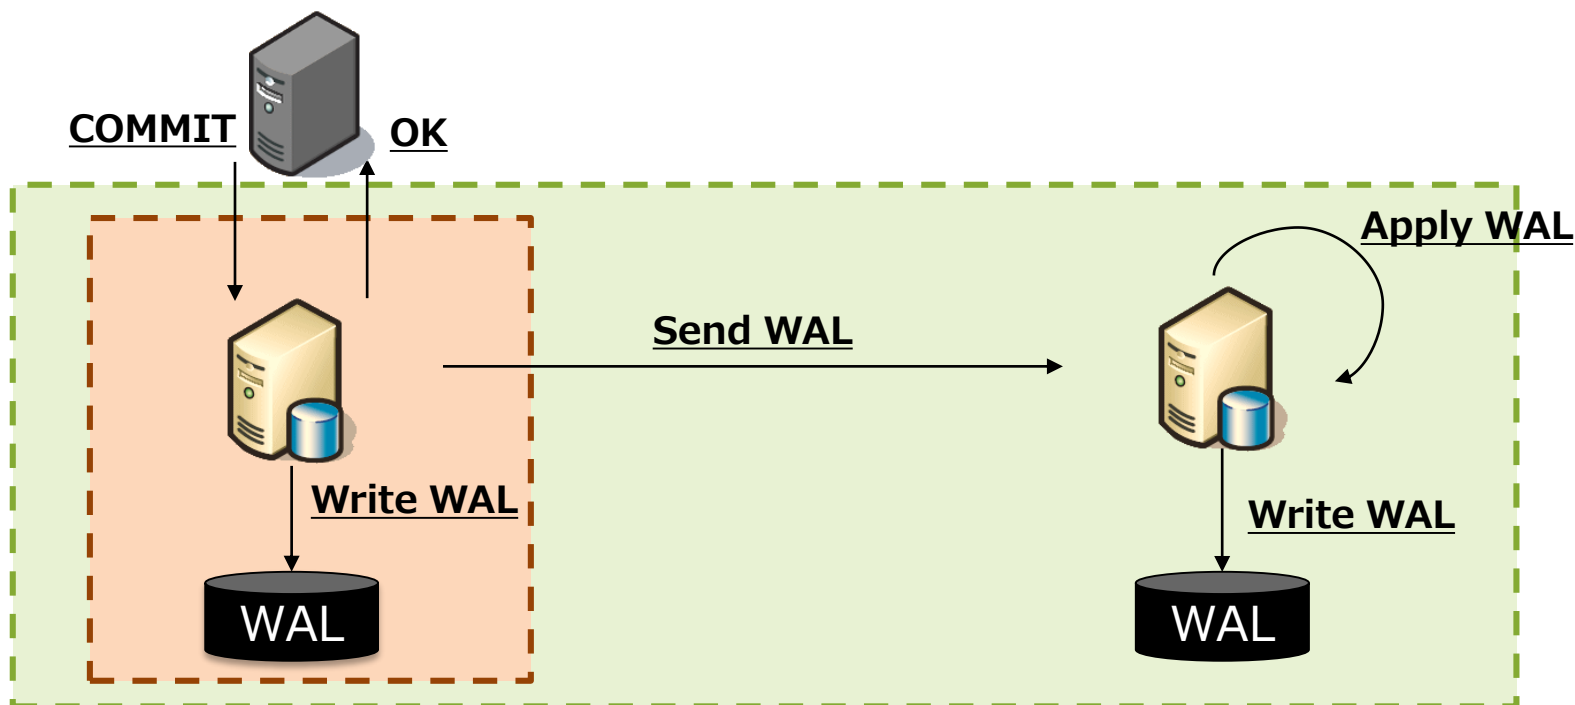 COMMIT
OK
Apply WAL
Send WAL
Write WAL
Write WAL
WAL
WAL